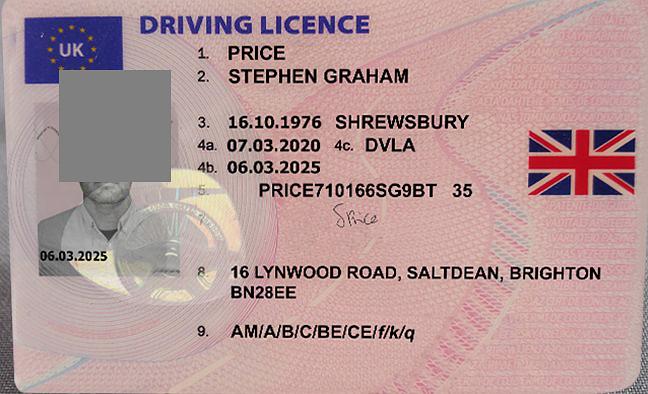 UK
DRIVING LICENCE
1. PRICE
2. STEPHEN GRAHAM
3. 16.10.1976 SHREWSBURY
4a. 07.03.2020 4c. DVLA
4b. 06.03.2025
5. PRICE710166SG9BT 35
SPrice
06.03.2025
8. 16 LYNWOOD ROAD, SALTDEAN, BRIGHTON
BN28EE
9. AM/A/B/C/BE/CE/f/k/q